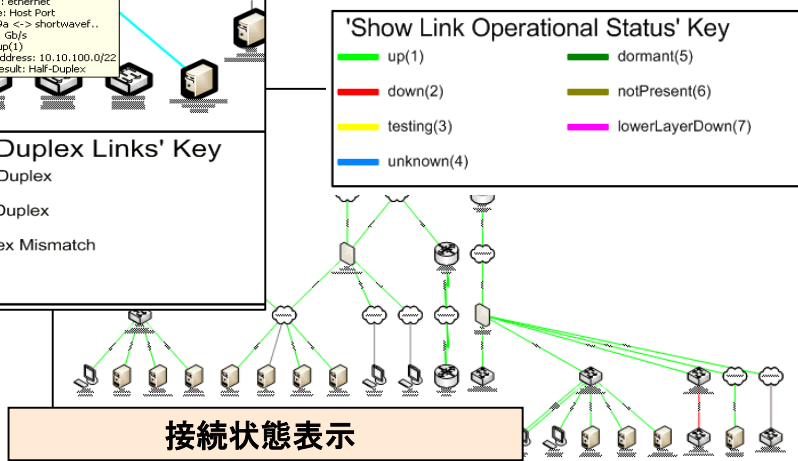 : ethernet
e: Host Port
9a <-> shortwavef..
Gb/s
up(1)
ddress: 10.10.100.0/22
esult: Half-Duplex
Duplex Links' Key
Duplex
Duplex
ex Mismatch
'Show Link Operational Status' Key
up(1)
down(2)
testing(3)
unknown(4)
dormant(5)
notPresent(6)
lowerLayerDown(7)
接続状態表示